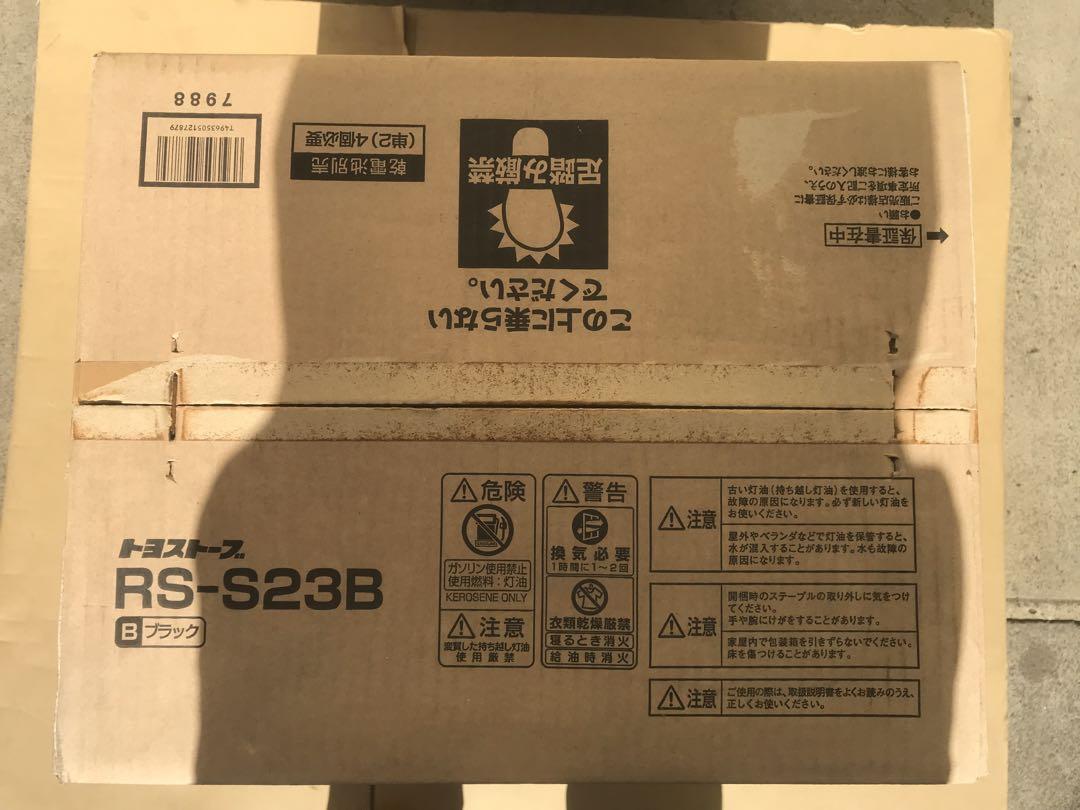 7988
T4963505127879
乾電池別売
(単2)4個必要
足踏み厳禁
この上に乗らない
でください。
保証書在中
●お願い
ご販売店様は必ず保証書に
所定事項をご記入のうえ、
お客様にお渡しください。
トヨストーブ
RS-S23B
B ブラック
危険
ガソリン使用禁止
使用燃料:灯油
KEROSENE ONLY
注意
変質した持ち越し灯油
使用厳禁
警告
換気必要
1時間に1~2回
衣類乾燥厳禁
寝るとき消火
給油時消火
注意
古い灯油(持ち越し灯油)を使用すると、
故障の原因になります。必ず新しい灯油を
お使いください。
屋外やベランダなどで灯油を保管すると、
水が混入することがあります。水も故障の
原因になります。
注意
開梱時のステープルの取り外しに気をつけ
てください。
手や腕にけがをすることがあります。
家屋内で包装箱を引きずらないでください。
床を傷つけることがあります。
注意
ご使用の際は、取扱説明書をよくお読みのうえ、
正しくお使いください。